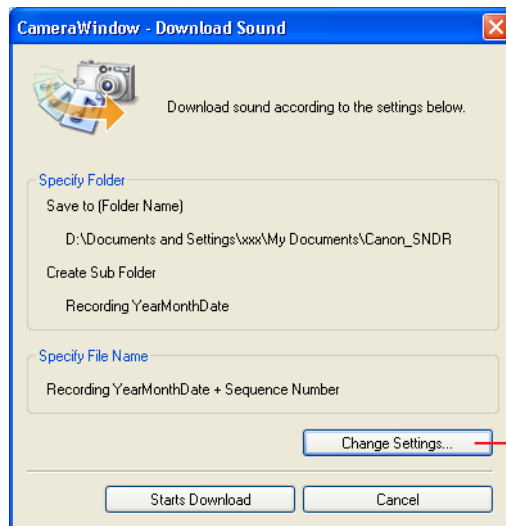 CameraWindow - Download Sound
Download sound according to the settings below.
Specify Folder
Save to (Folder Name)
D:\Documents and Settings\xxx\My Documents\Canon_SNDR
Create Sub Folder
Recording YearMonthDate
Specify File Name
Recording YearMonthDate + Sequence Number
Change Settings...
Starts Download
Cancel